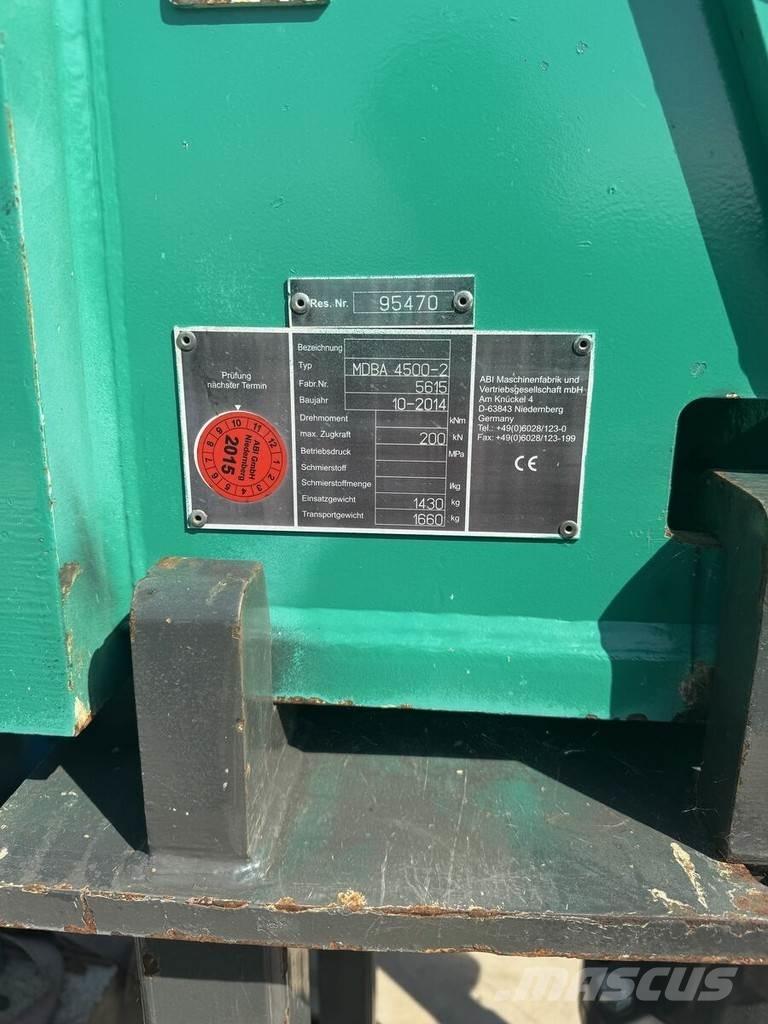 Res. Nr. 95470
Prüfung
nächster Termin
7 8 9 10 11 12 1 2 3 4 5 6
ABI GmbH
Niedernberg
2015
Bezeichnung
Typ MDBA 4500-2
Fabr.Nr. 5615
Baujahr 10-2014
Drehmoment kNm
max. Zugkraft 200 kN
Betriebsdruck MPa
Schmierstoff
Schmierstoffmenge l/kg
Einsatzgewicht 1430 kg
Transportgewicht 1660 kg
ABI Maschinenfabrik und
Vertriebsgesellschaft mbH
Am Knückel 4
D-63843 Niedernberg
Germany
Tel.: +49(0)6028/123-0
Fax: +49(0)6028/123-199
CE
MASCUS